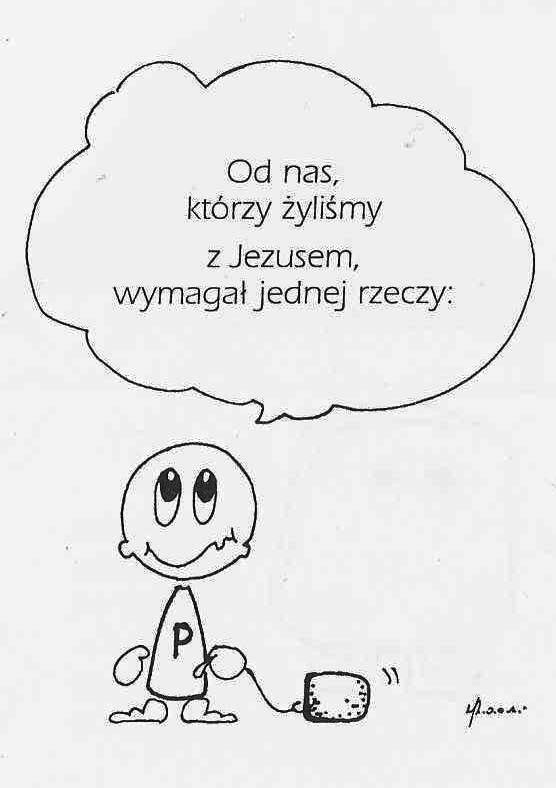 Od nas,
którzy żyliśmy
z Jezusem,
wymagał jednej rzeczy:
P